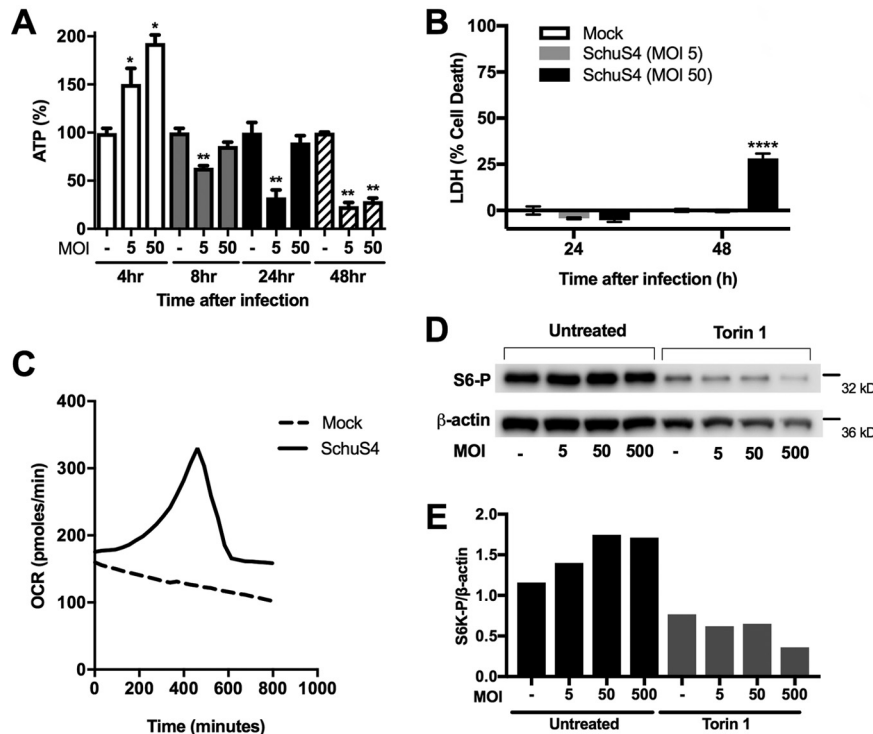 A
ATP (%)
200
150
100
50
0
*
*
**
**
**
**
MOI
- 5 50 - 5 50 - 5 50 - 5 50
4hr 8hr 24hr 48hr
Time after infection
B
LDH (% Cell Death)
100
75
50
25
0
Mock
SchuS4 (MOI 5)
SchuS4 (MOI 50)
****
24 48
Time after infection (h)
C
OCR (pmoles/min)
400
300
200
100
0
Mock
SchuS4
0 200 400 600 800 1000
Time (minutes)
D
Untreated Torin 1
S6-P
32 kD
β-actin
36 kD
MOI - 5 50 500 - 5 50 500
E
S6K-P/β-actin
2.0
1.5
1.0
0.5
0.0
MOI - 5 50 500 - 5 50 500
Untreated Torin 1